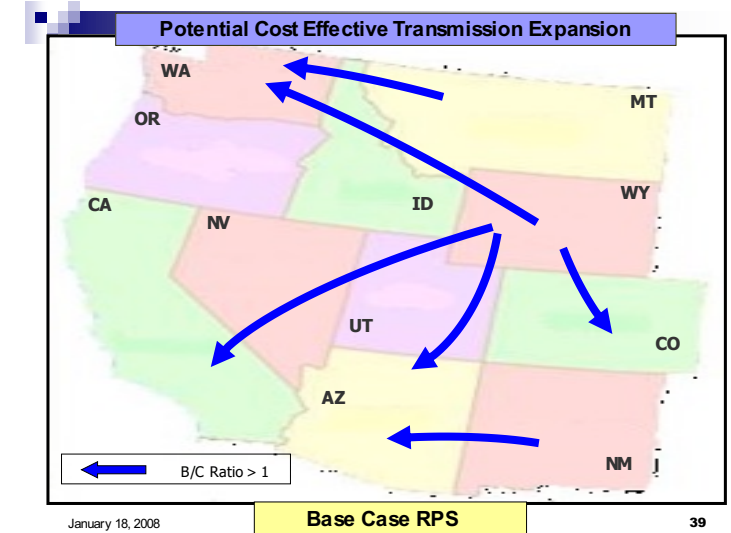 Potential Cost Effective Transmission Expansion
WA
MT
OR
WY
CA
ID
NV
UT
CO
AZ
NM
B/C Ratio > 1
January 18, 2008
Base Case RPS
39